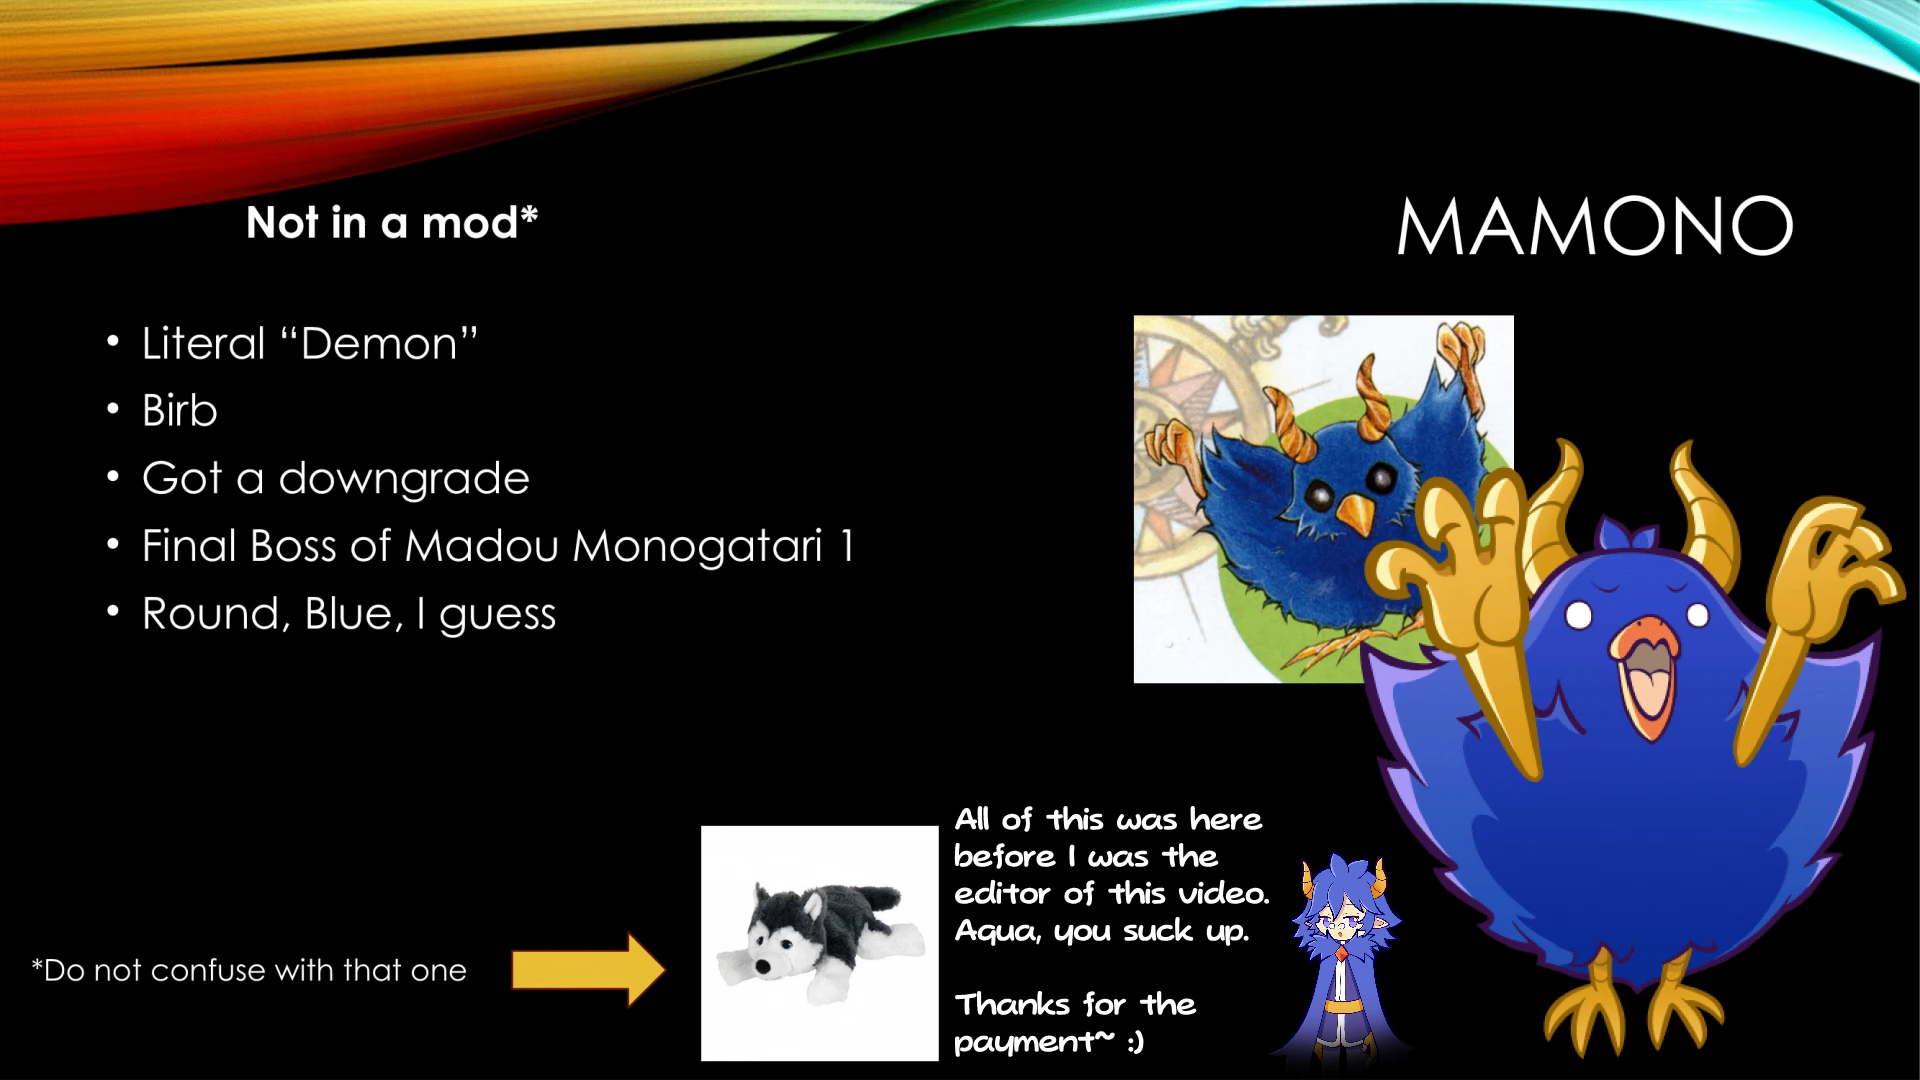 Not in a mod*
MAMONO
• Literal “Demon”
• Birb
• Got a downgrade
• Final Boss of Madou Monogatari 1
• Round, Blue, I guess
All of this was here
before I was the
editor of this video.
Aqua, you suck up.
Thanks for the
payment~ :)
*Do not confuse with that one